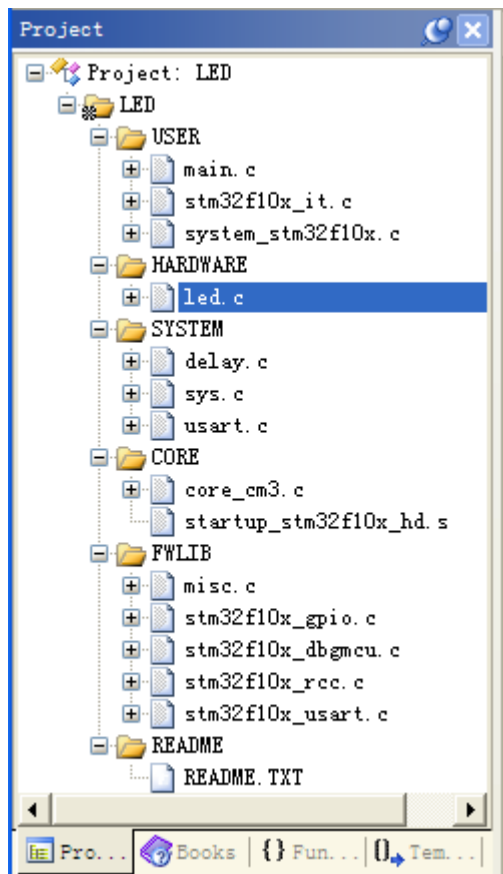 Project
Project: LED
LED
USER
main.c
stm32f10x_it.c
system_stm32f10x.c
HARDWARE
led.c
SYSTEM
delay.c
sys.c
usart.c
CORE
core_cm3.c
startup_stm32f10x_hd.s
FWLIB
misc.c
stm32f10x_gpio.c
stm32f10x_dbgmcu.c
stm32f10x_rcc.c
stm32f10x_usart.c
README
README.TXT
Pro... Books {} Fun... 0 Tem...